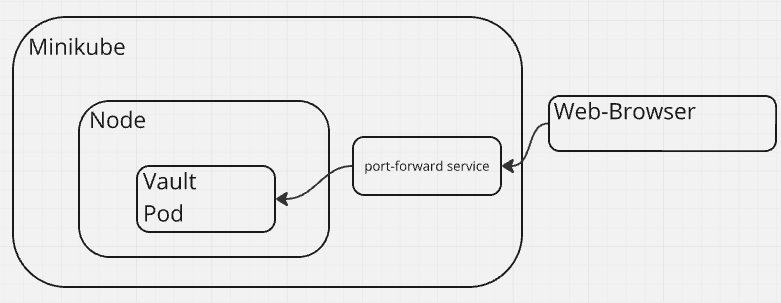 Minikube
Node
Vault
Pod
port-forward service
Web-Browser